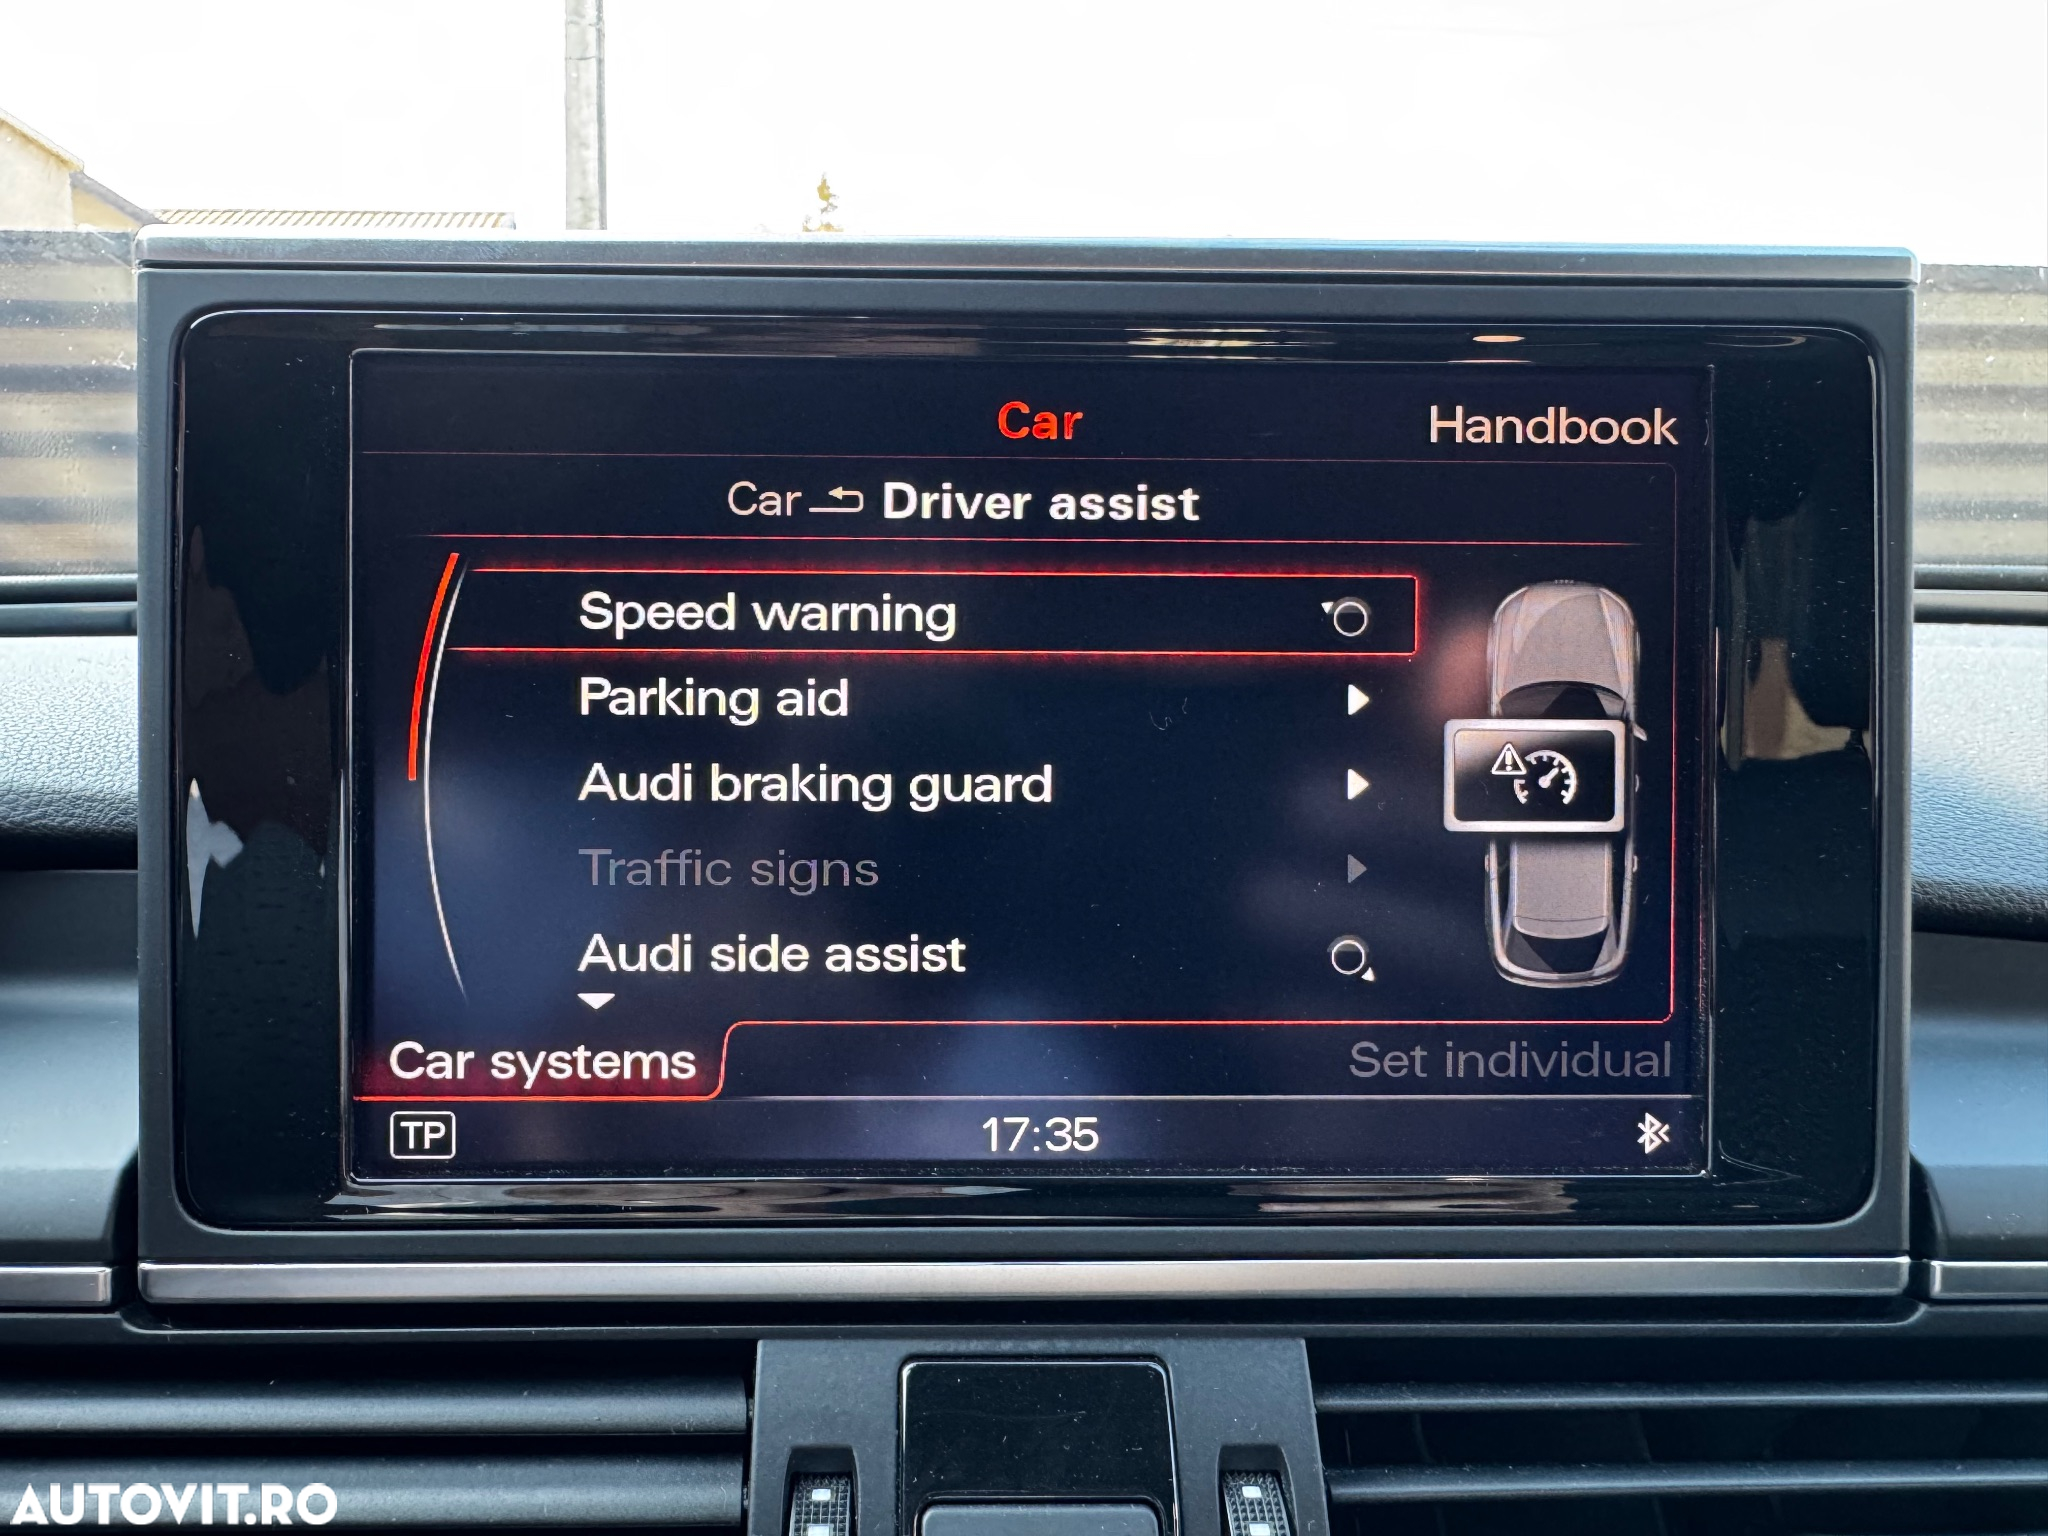 Car
Handbook
Car Driver assist
Speed warning
Parking aid
Audi braking guard
Traffic signs
Audi side assist
Car systems
Set individual
TP
17:35
AUTOVIT.RO